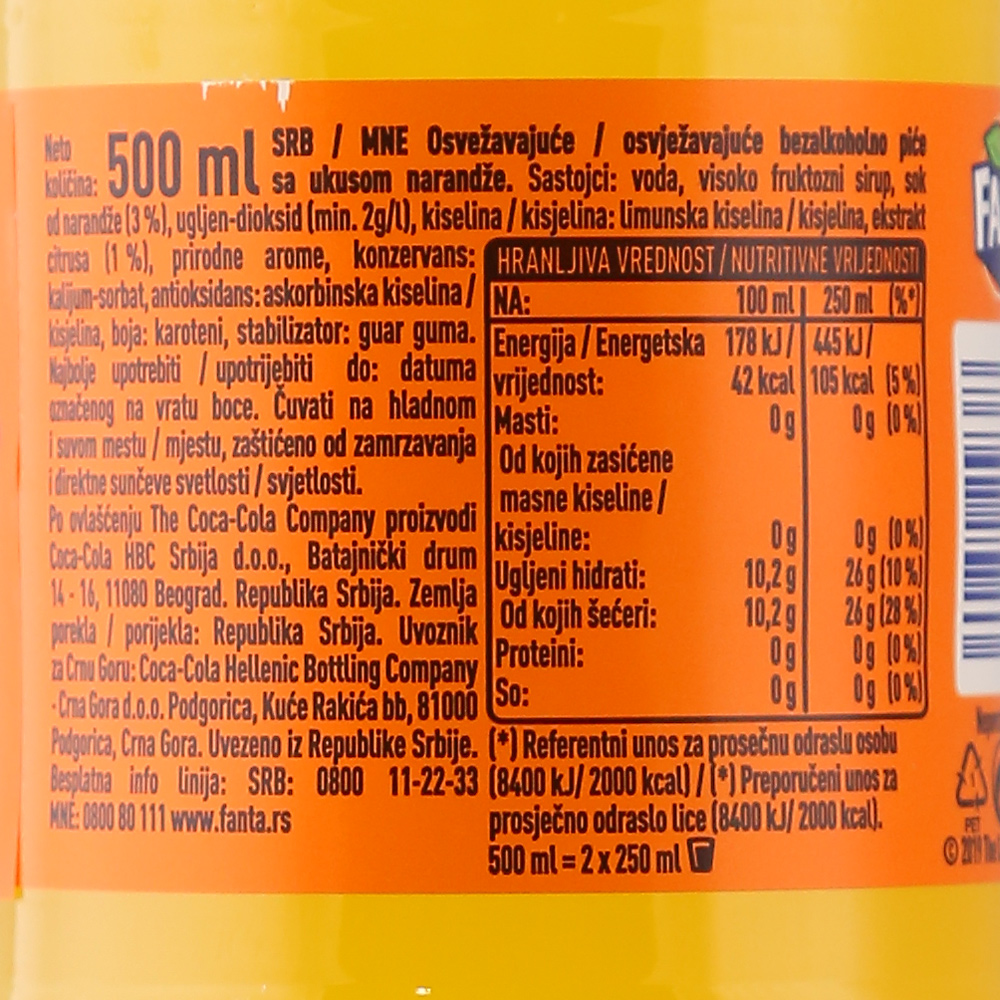 Neto količina: 500 ml
SRB / MNE Osvežavajuće / osvježavajuće bezalkoholno piće
sa ukusom narandže. Sastojci: voda, visoko fruktozni sirup, sok
od narandže (3 %), ugljen-dioksid (min. 2g/l), kiselina / kisjelina: limunska kiselina / kisjelina, ekstrakt
citrusa (1 %), prirodne arome, konzervans:
kalijum-sorbat, antioksidans: askorbinska kiselina /
kisjelina, boja: karoteni, stabilizator: guar guma.
Najbolje upotrebiti / upotrijebiti do: datuma
označenog na vratu boce. Čuvati na hladnom
i suvom mestu / mjestu, zaštićeno od zamrzavanja
i direktne sunčeve svetlosti / svjetlosti.
Po ovlašćenju The Coca-Cola Company proizvodi
Coca-Cola HBC Srbija d.o.o., Batajnički drum
14 - 16, 11080 Beograd. Republika Srbija. Zemlja
porekla / porijekla: Republika Srbija. Uvoznik
za Crnu Goru: Coca-Cola Hellenic Bottling Company
- Crna Gora d.o.o. Podgorica, Kuće Rakića bb, 81000
Podgorica, Crna Gora. Uvezeno iz Republike Srbije.
Besplatna info linija: SRB: 0800 11-22-33
MNE: 0800 80 111 www.fanta.rs
HRANLJIVA VREDNOST / NUTRITIVNE VRIJEDNOSTI
NA: 100 ml 250 ml (%*)
Energija / Energetska 178 kJ / 445 kJ /
vrijednost: 42 kcal 105 kcal (5 %)
Masti: 0 g 0 g (0 %)
Od kojih zasićene
masne kiseline /
kisjeline: 0 g 0 g (0 %)
Ugljeni hidrati: 10,2 g 26 g (10 %)
Od kojih šećeri: 10,2 g 26 g (28 %)
Proteini: 0 g 0 g (0 %)
So: 0 g 0 g (0 %)
(*) Referentni unos za prosečnu odraslu osobu
(8400 kJ/ 2000 kcal) / (*) Preporučeni unos za
prosječno odraslo lice (8400 kJ/ 2000 kcal).
500 ml = 2 x 250 ml
1
PET